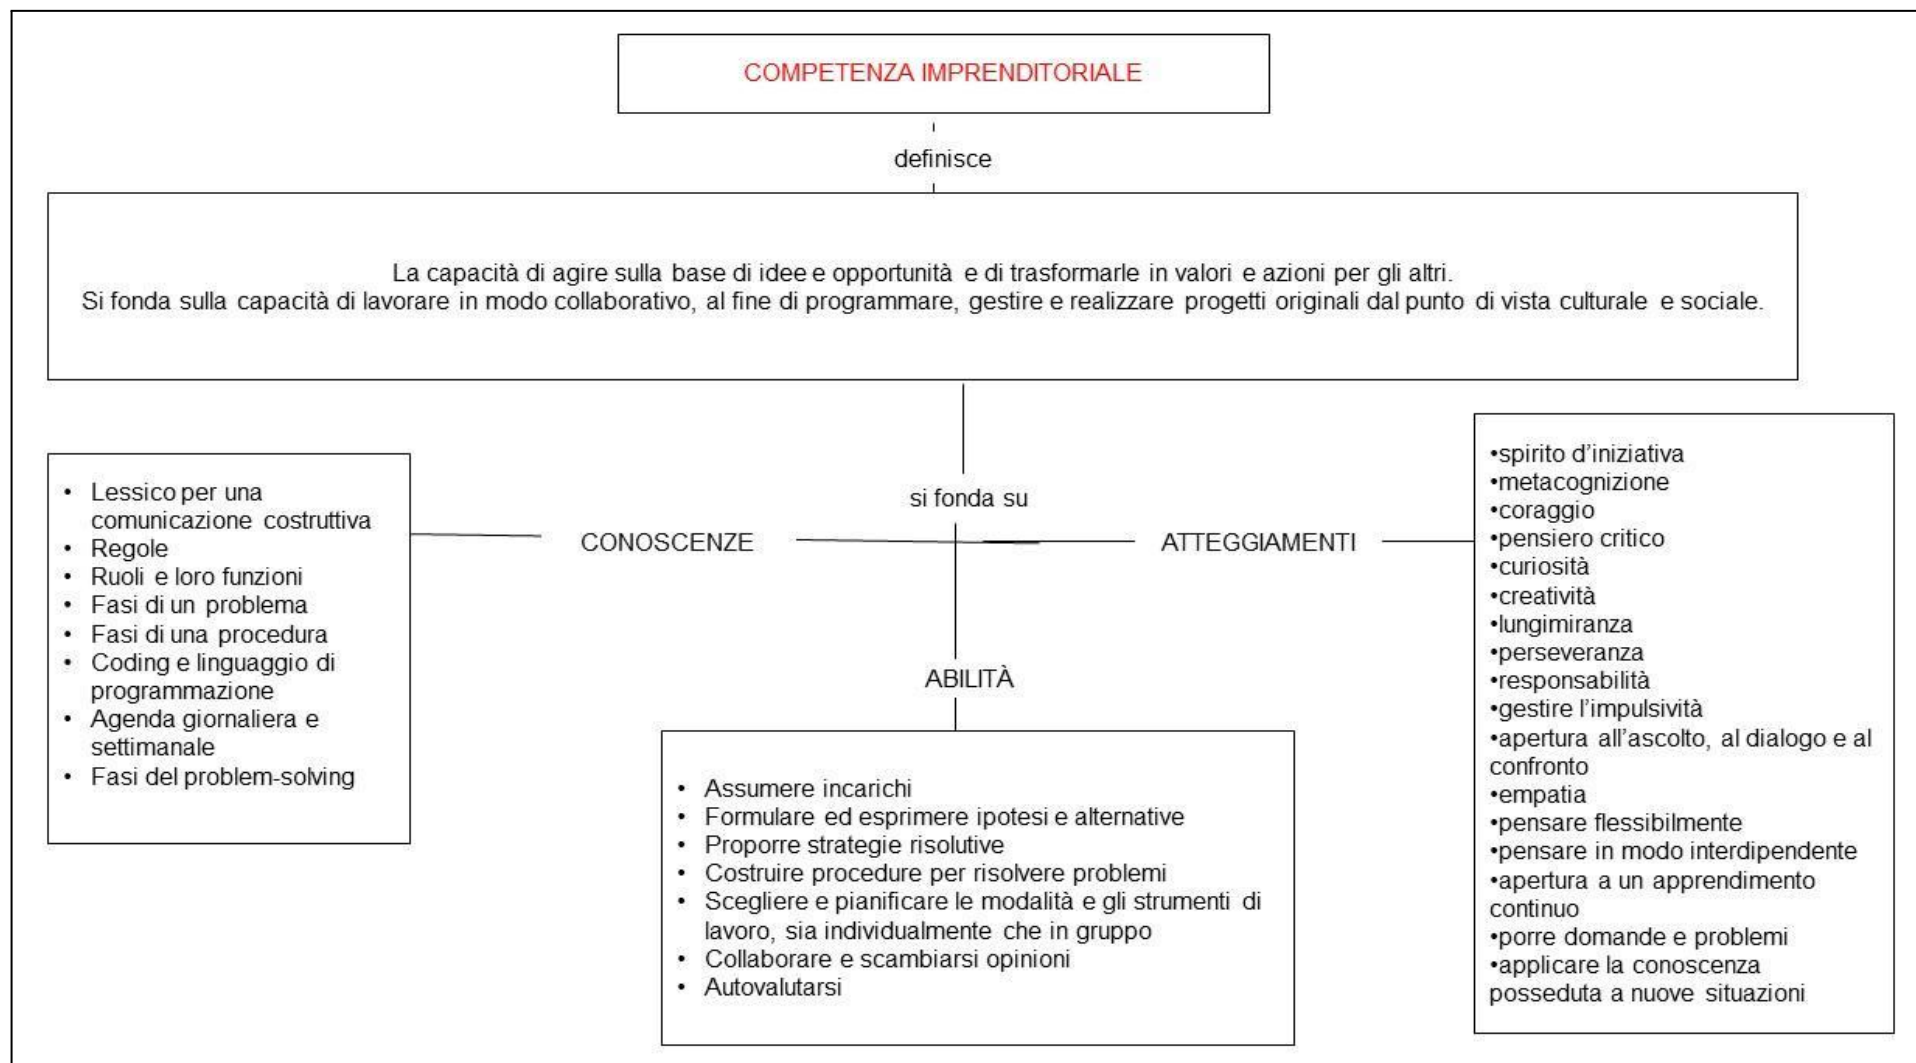 COMPETENZA IMPRENDITORIALE
definisce
La capacità di agire sulla base di idee e opportunità e di trasformarle in valori e azioni per gli altri.
Si fonda sulla capacità di lavorare in modo collaborativo, al fine di programmare, gestire e realizzare progetti originali dal punto di vista culturale e sociale.
si fonda su
CONOSCENZE
• Lessico per una
comunicazione costruttiva
• Regole
• Ruoli e loro funzioni
• Fasi di un problema
• Fasi di una procedura
• Coding e linguaggio di
programmazione
• Agenda giornaliera e
settimanale
• Fasi del problem-solving
ABILITÀ
• Assumere incarichi
• Formulare ed esprimere ipotesi e alternative
• Proporre strategie risolutive
• Costruire procedure per risolvere problemi
• Scegliere e pianificare le modalità e gli strumenti di
lavoro, sia individualmente che in gruppo
• Collaborare e scambiarsi opinioni
• Autovalutarsi
ATTEGGIAMENTI
•spirito d’iniziativa
•metacognizione
•coraggio
•pensiero critico
•curiosità
•creatività
•lungimiranza
•perseveranza
•responsabilità
•gestire l’impulsività
•apertura all’ascolto, al dialogo e al
confronto
•empatia
•pensare flessibilmente
•pensare in modo interdipendente
•apertura a un apprendimento
continuo
•porre domande e problemi
•applicare la conoscenza
posseduta a nuove situazioni